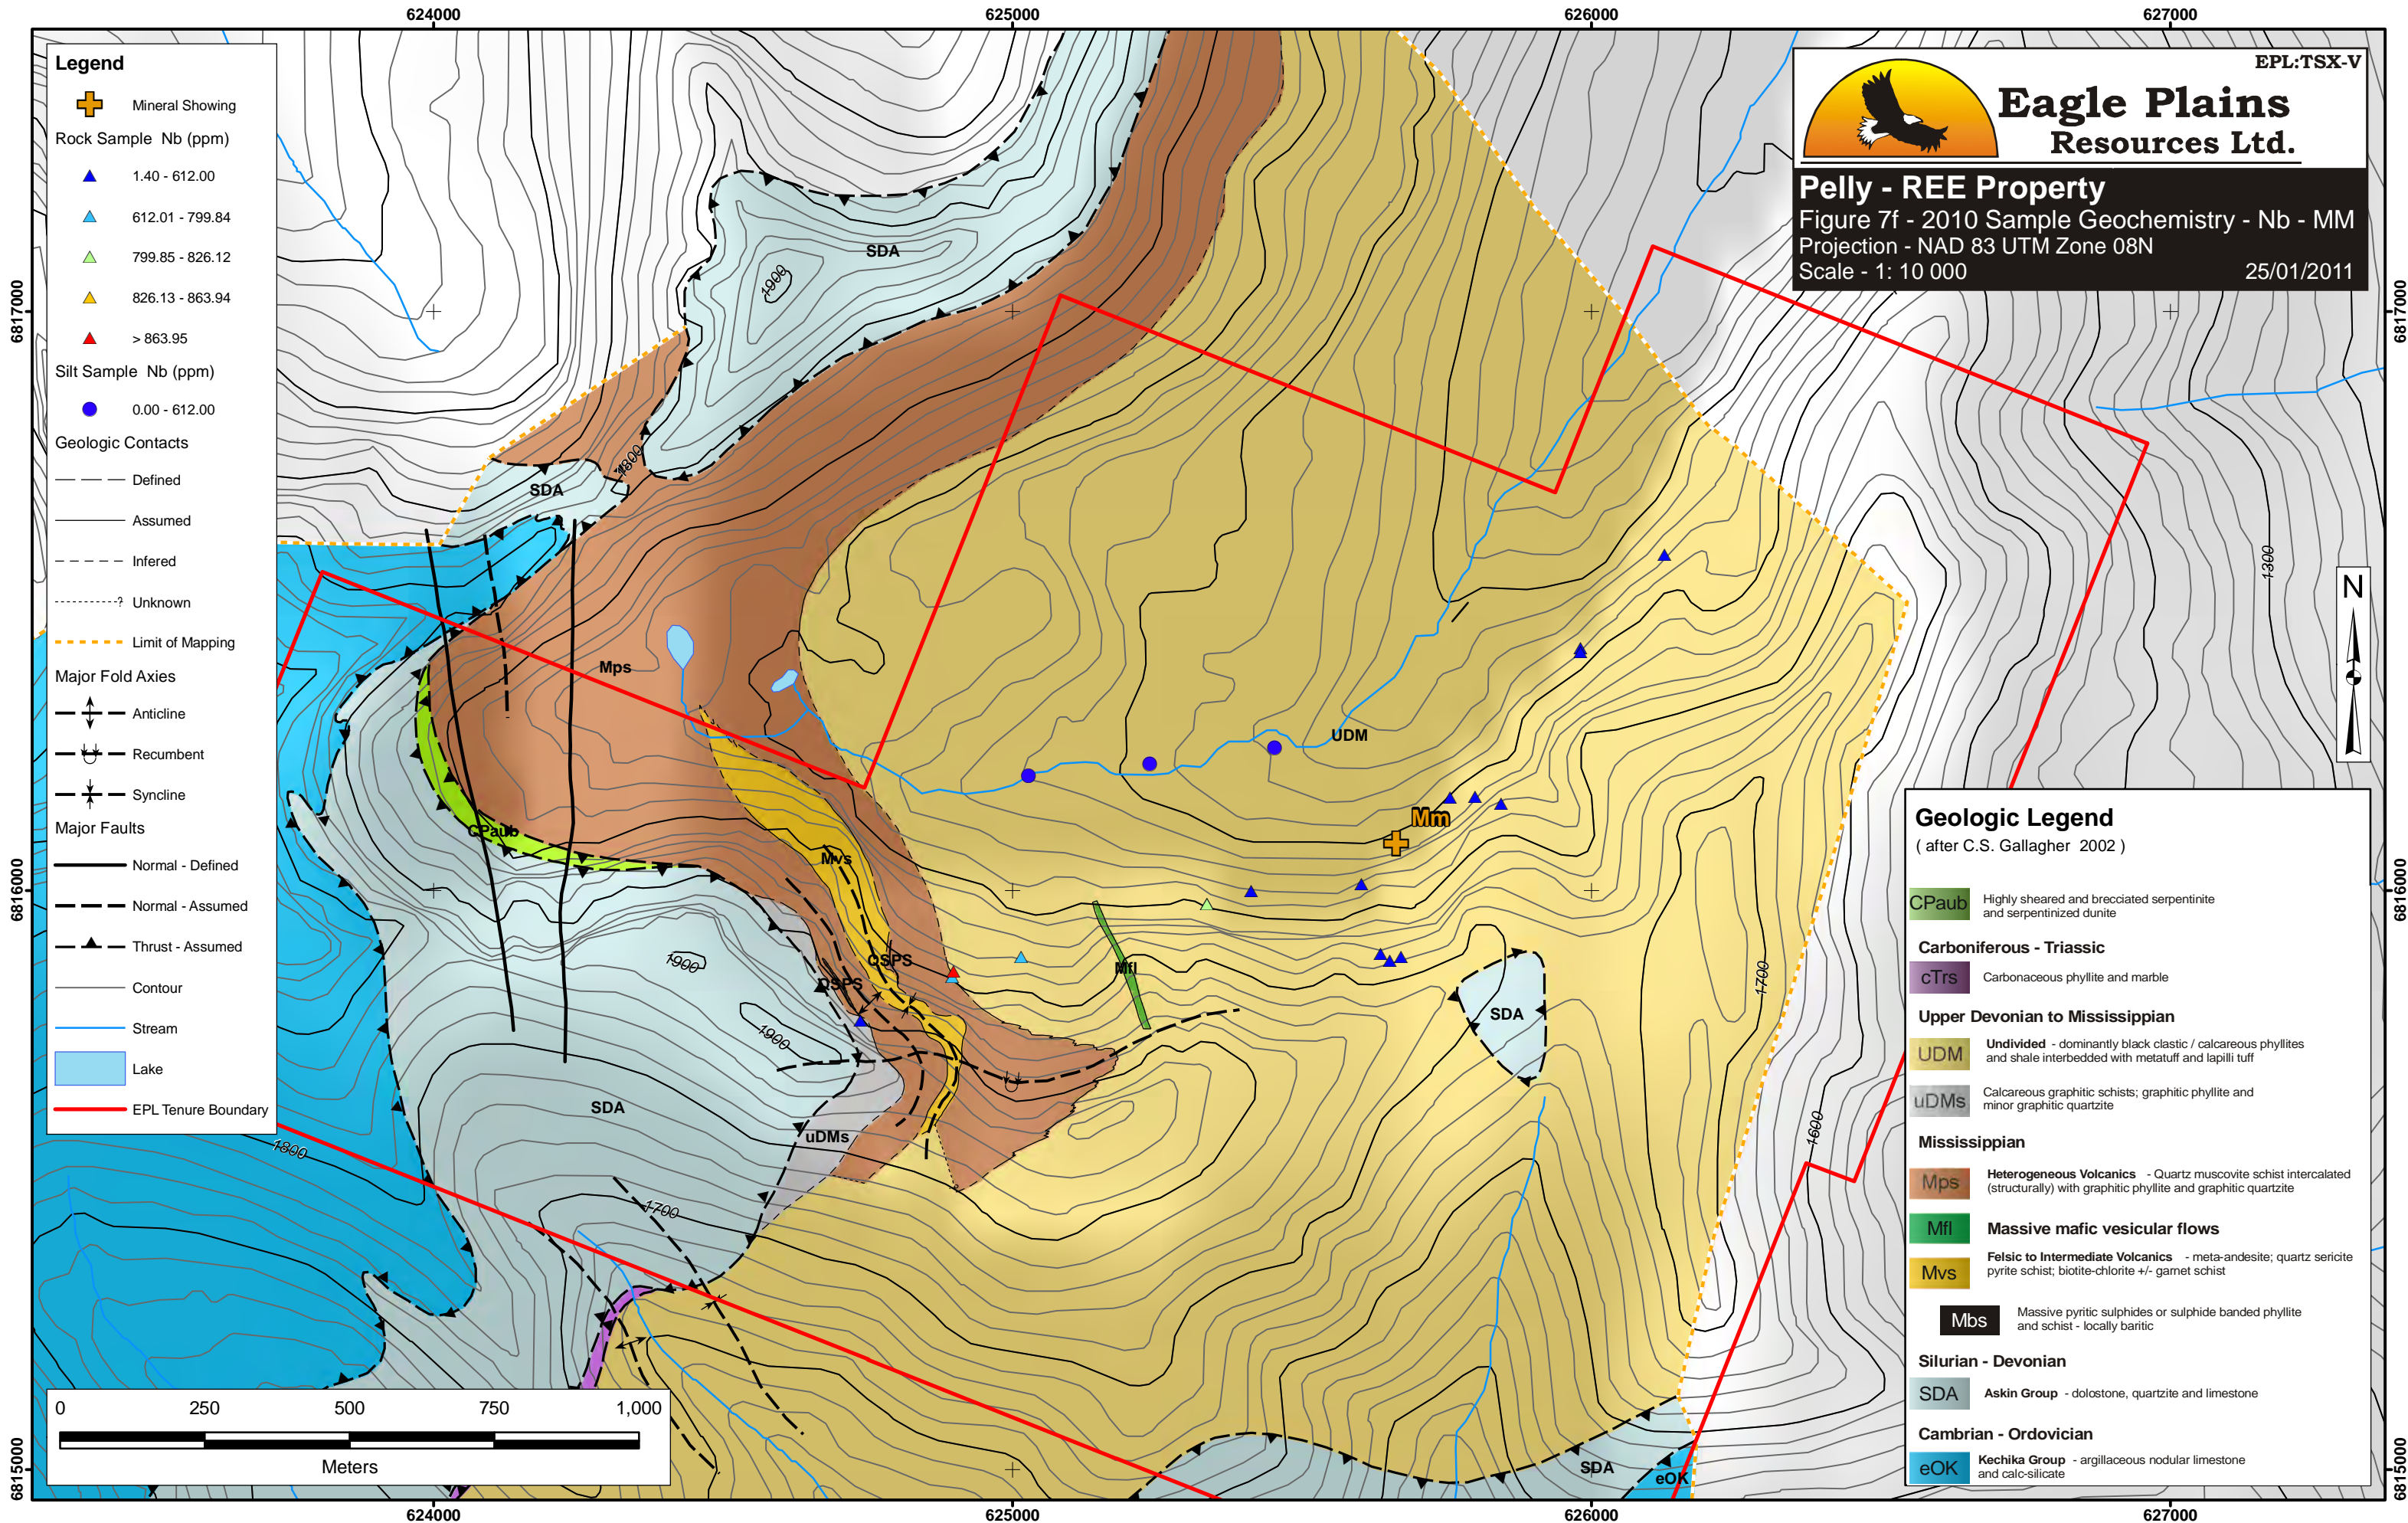 624000
625000
626000
627000
6817000
6816000
6815000
6817000
6816000
6815000
624000
625000
626000
627000
Legend
Mineral Showing
Rock Sample Nb (ppm)
1.40 - 612.00
612.01 - 799.84
799.85 - 826.12
826.13 - 863.94
> 863.95
Silt Sample Nb (ppm)
0.00 - 612.00
Geologic Contacts
Defined
Assumed
Infered
? Unknown
Limit of Mapping
Major Fold Axies
Anticline
Recumbent
Syncline
Major Faults
Normal - Defined
Normal - Assumed
Thrust - Assumed
Contour
Stream
Lake
EPL Tenure Boundary
0 250 500 750 1,000
Meters
EPL:TSX-V
Eagle Plains
Resources Ltd.
Pelly - REE Property
Figure 7f - 2010 Sample Geochemistry - Nb - MM
Projection - NAD 83 UTM Zone 08N
Scale - 1: 10 000 25/01/2011
N
SDA
1900
1800
SDA
Mps
CPaub
Mvs
QSPS
QSPS
1900
1900
SDA
uDMs
1800
1700
UDM
Mm
Mfl
SDA
1700
1600
1300
SDA
eOK
Geologic Legend
( after C.S. Gallagher 2002 )
CPaub Highly sheared and brecciated serpentinite
and serpentinized dunite
Carboniferous - Triassic
cTrs Carbonaceous phyllite and marble
Upper Devonian to Mississippian
UDM Undivided - dominantly black clastic / calcareous phyllites
and shale interbedded with metatuff and lapilli tuff
uDMs Calcareous graphitic schists; graphitic phyllite and
minor graphitic quartzite
Mississippian
Mps Heterogeneous Volcanics - Quartz muscovite schist intercalated
(structurally) with graphitic phyllite and graphitic quartzite
Mfl Massive mafic vesicular flows
Mvs Felsic to Intermediate Volcanics - meta-andesite; quartz sericite
pyrite schist; biotite-chlorite +/- garnet schist
Mbs Massive pyritic sulphides or sulphide banded phyllite
and schist - locally baritic
Silurian - Devonian
SDA Askin Group - dolostone, quartzite and limestone
Cambrian - Ordovician
eOK Kechika Group - argillaceous nodular limestone
and calc-silicate